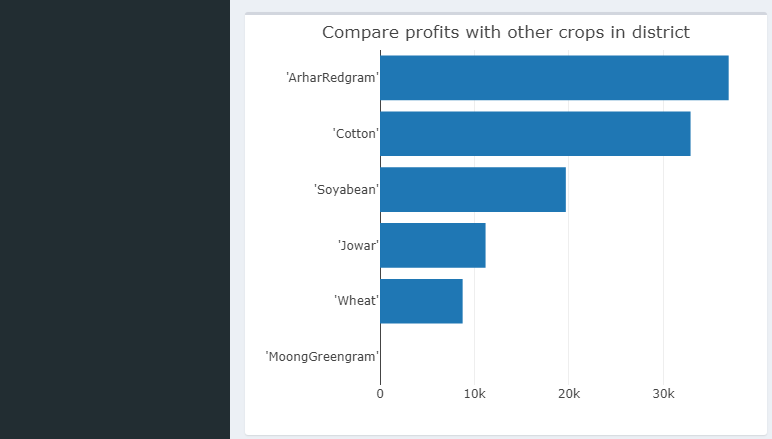 Compare profits with other crops in district
'ArharRedgram'
'Cotton'
'Soyabean'
'Jowar'
'Wheat'
'MoongGreengram'
0 10k 20k 30k